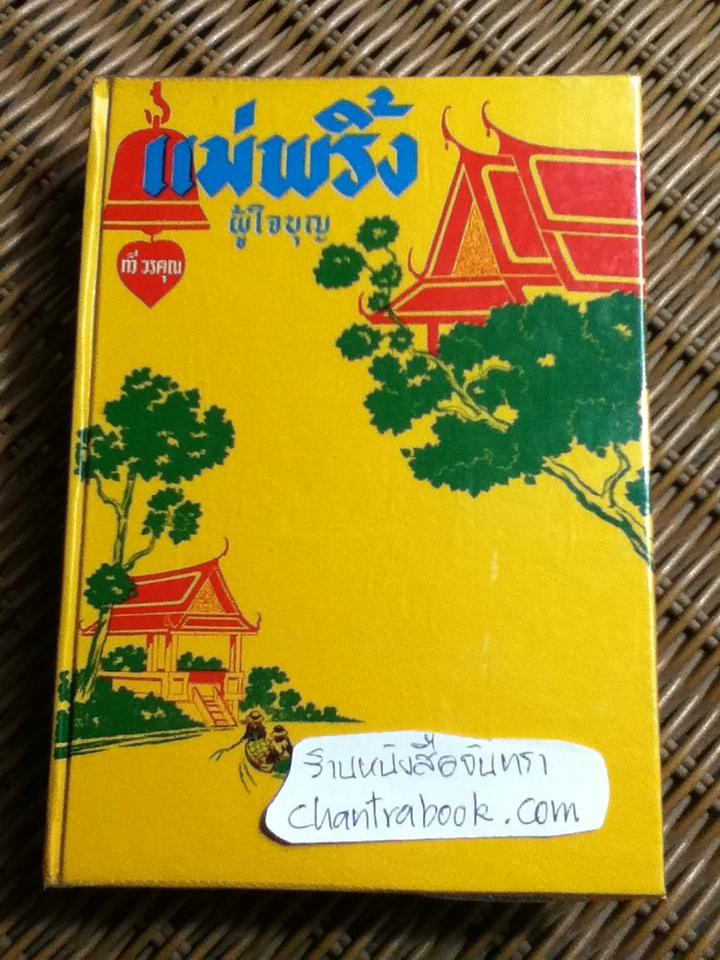 แม่พริ้ง
ผู้ใจบุญ
ทวี วรคุณ
ร้านหนังสือจันทรา
chantrabook.com